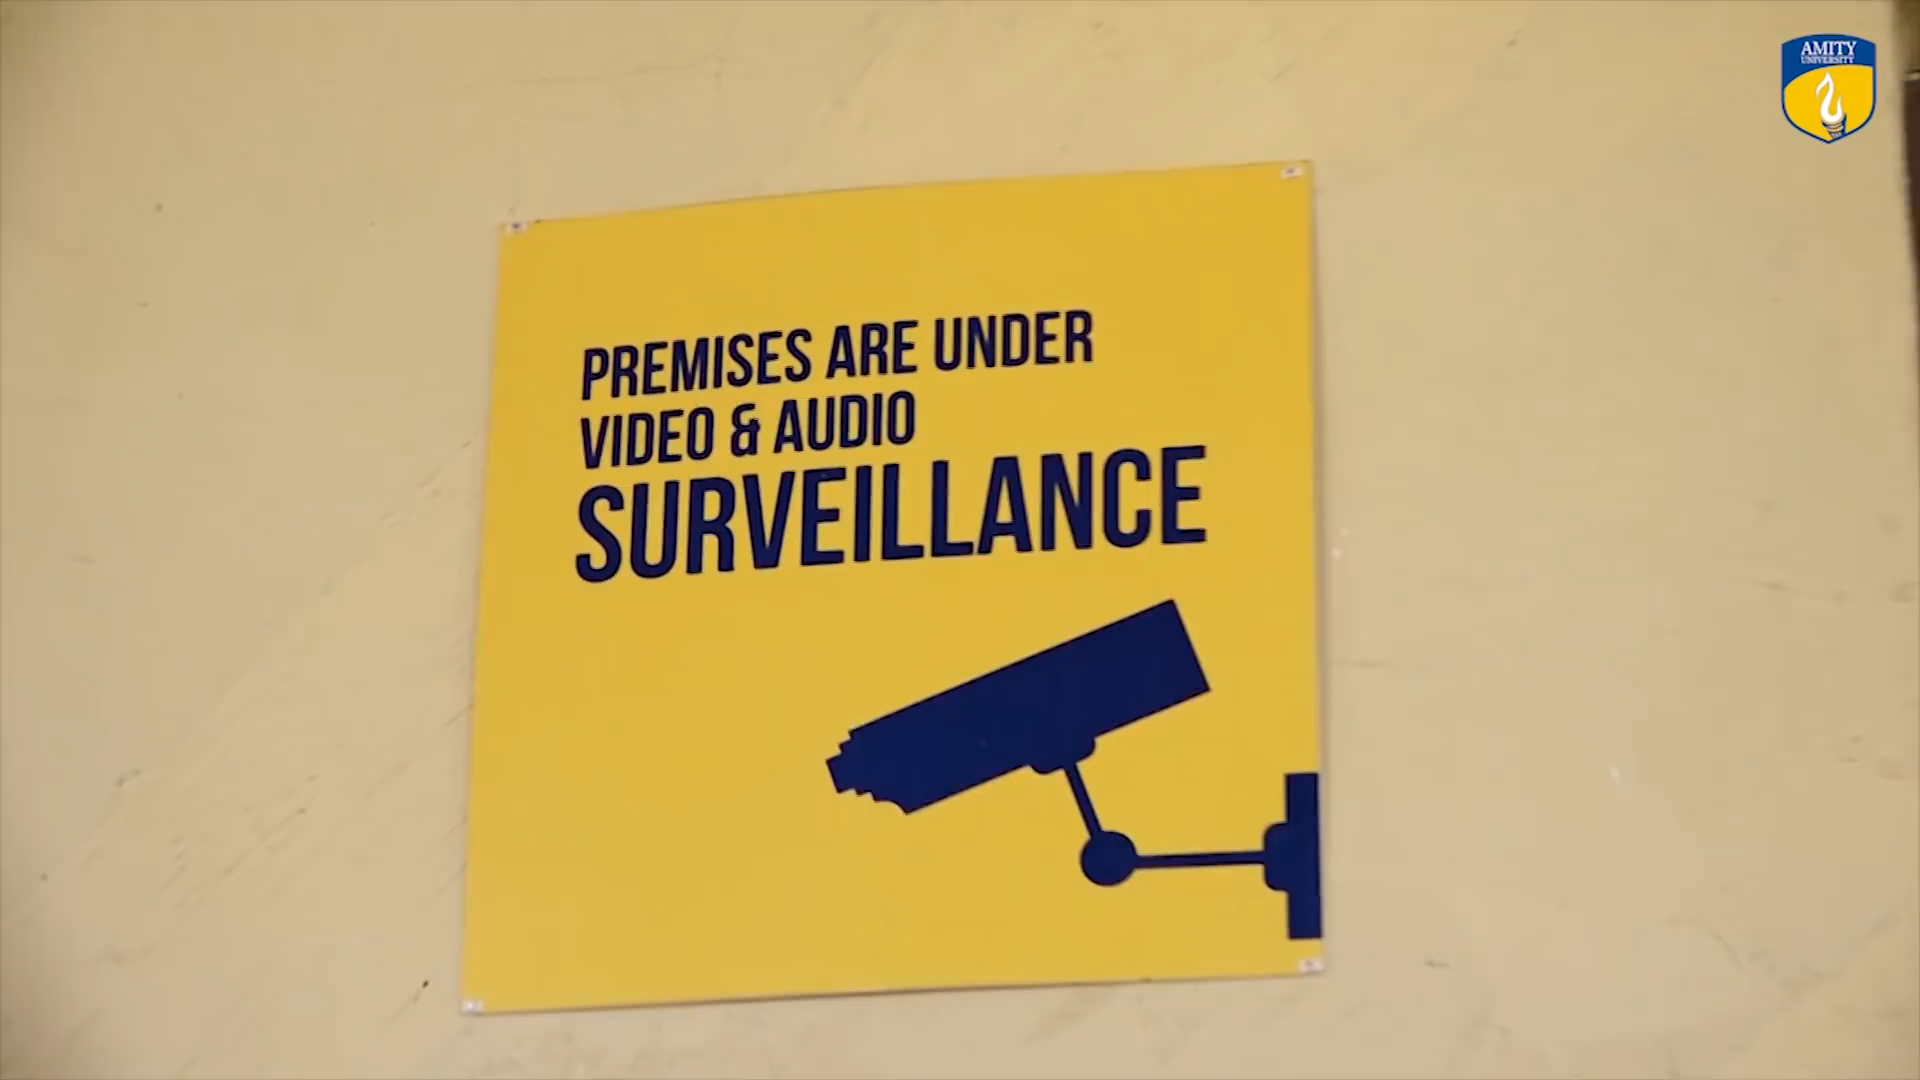 AMITY
UNIVERSITY
PREMISES ARE UNDER
VIDEO & AUDIO
SURVEILLANCE